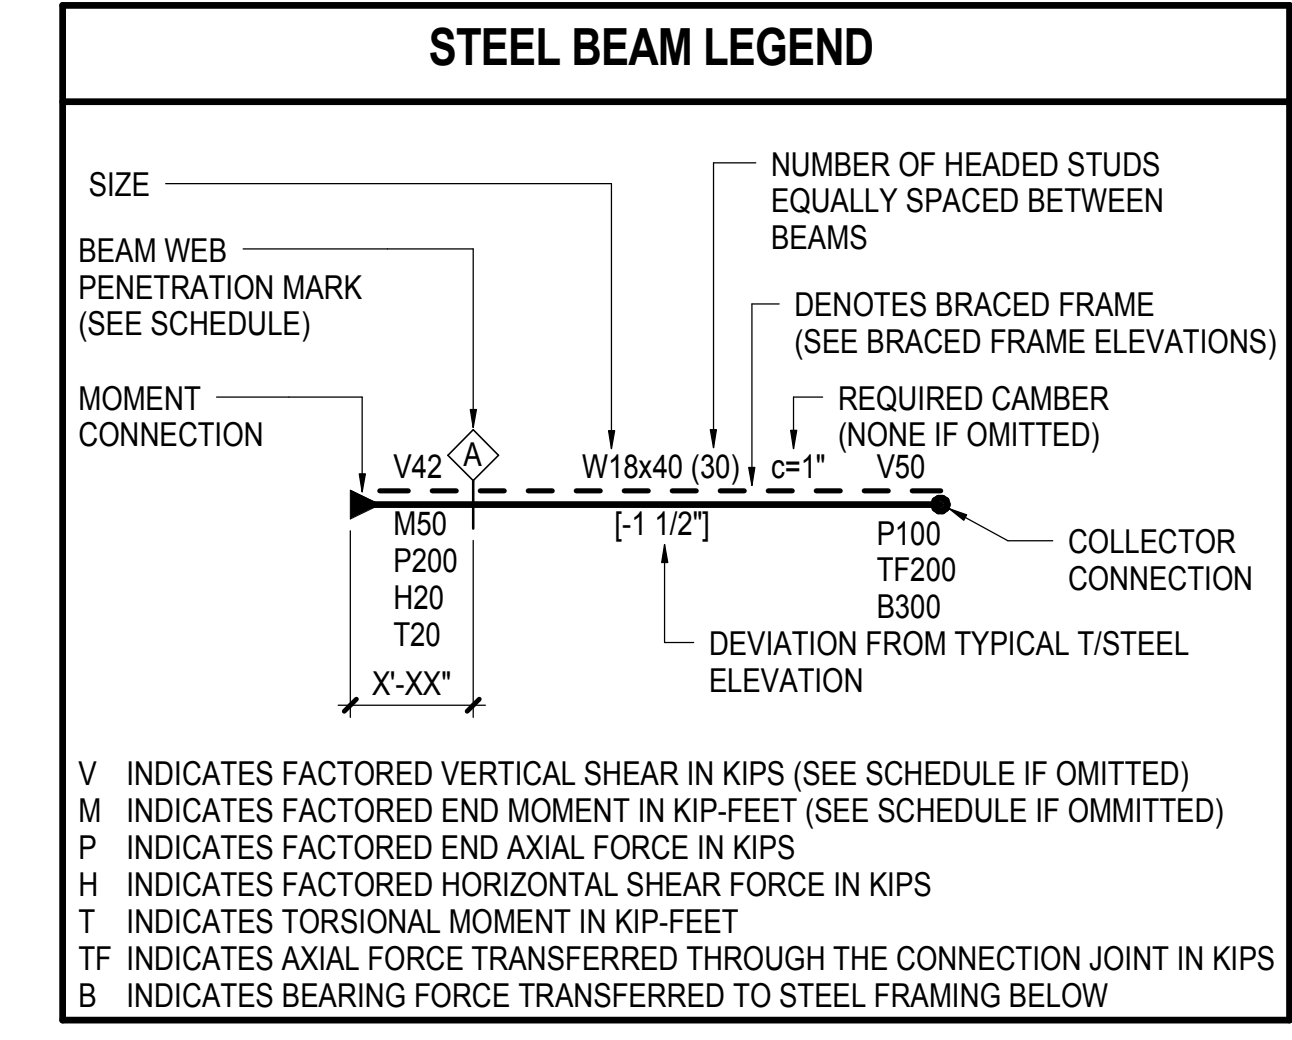 STEEL BEAM LEGEND
SIZE
NUMBER OF HEADED STUDS
EQUALLY SPACED BETWEEN
BEAMS
BEAM WEB
PENETRATION MARK
(SEE SCHEDULE)
DENOTES BRACED FRAME
(SEE BRACED FRAME ELEVATIONS)
MOMENT
CONNECTION
REQUIRED CAMBER
(NONE IF OMITTED)
V42 A W18x40 (30) c=1" V50
M50
P200
H20
T20
[-1 1/2"]
P100
TF200
B300
COLLECTOR
CONNECTION
DEVIATION FROM TYPICAL T/STEEL
ELEVATION
X'-XX"
V INDICATES FACTORED VERTICAL SHEAR IN KIPS (SEE SCHEDULE IF OMITTED)
M INDICATES FACTORED END MOMENT IN KIP-FEET (SEE SCHEDULE IF OMMITTED)
P INDICATES FACTORED END AXIAL FORCE IN KIPS
H INDICATES FACTORED HORIZONTAL SHEAR FORCE IN KIPS
T INDICATES TORSIONAL MOMENT IN KIP-FEET
TF INDICATES AXIAL FORCE TRANSFERRED THROUGH THE CONNECTION JOINT IN KIPS
B INDICATES BEARING FORCE TRANSFERRED TO STEEL FRAMING BELOW